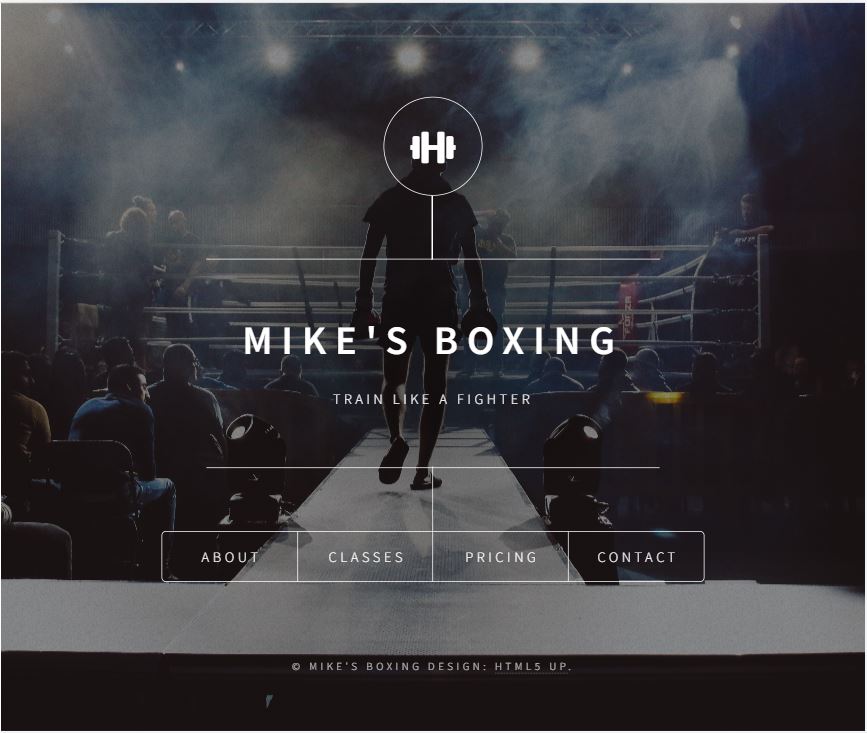 MIKE'S BOXING
TRAIN LIKE A FIGHTER
ABOUT CLASSES PRICING CONTACT
© MIKE'S BOXING DESIGN: HTML5 UP.